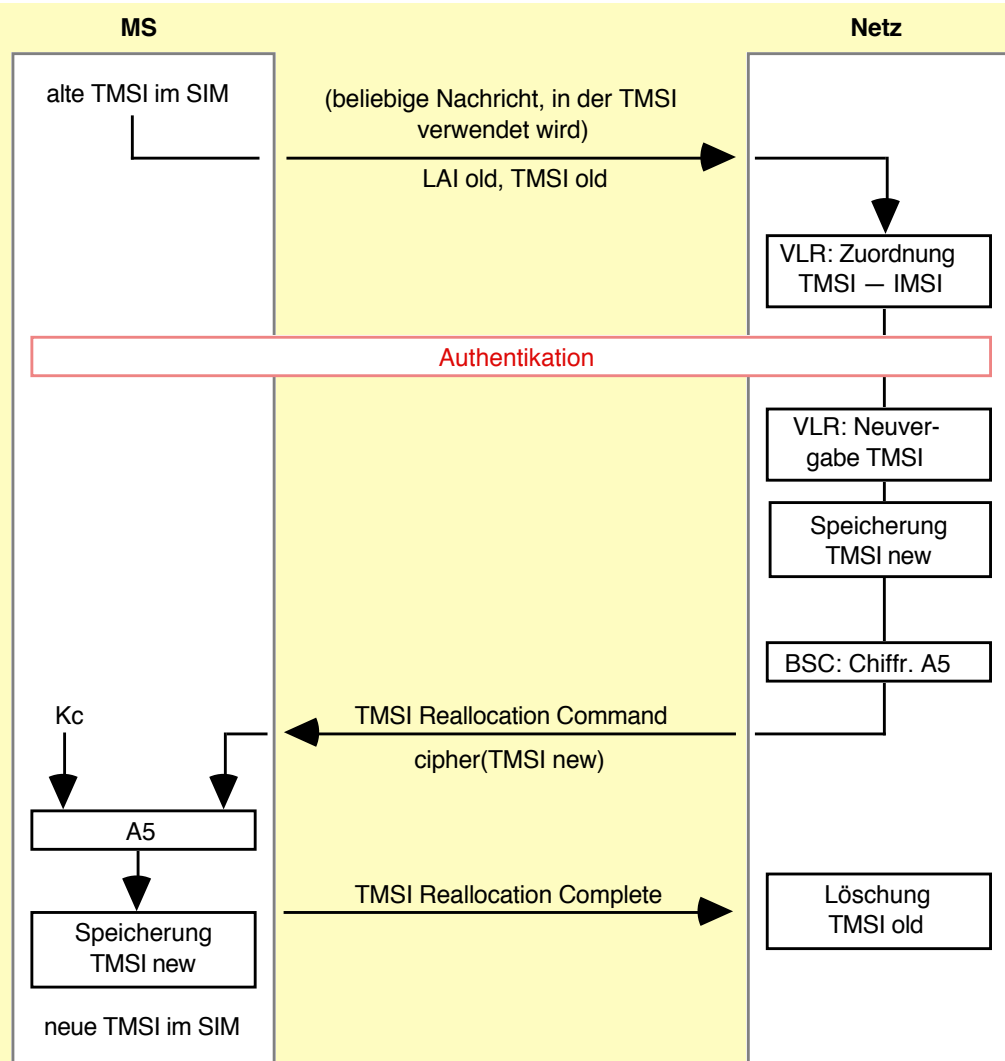 MS
Netz
alte TMSI im SIM
(beliebige Nachricht, in der TMSI
verwendet wird)
LAI old, TMSI old
VLR: Zuordnung
TMSI — IMSI
Authentikation
VLR: Neuver-
gabe TMSI
Speicherung
TMSI new
BSC: Chiffr. A5
Kc
TMSI Reallocation Command
cipher(TMSI new)
A5
TMSI Reallocation Complete
Löschung
TMSI old
Speicherung
TMSI new
neue TMSI im SIM